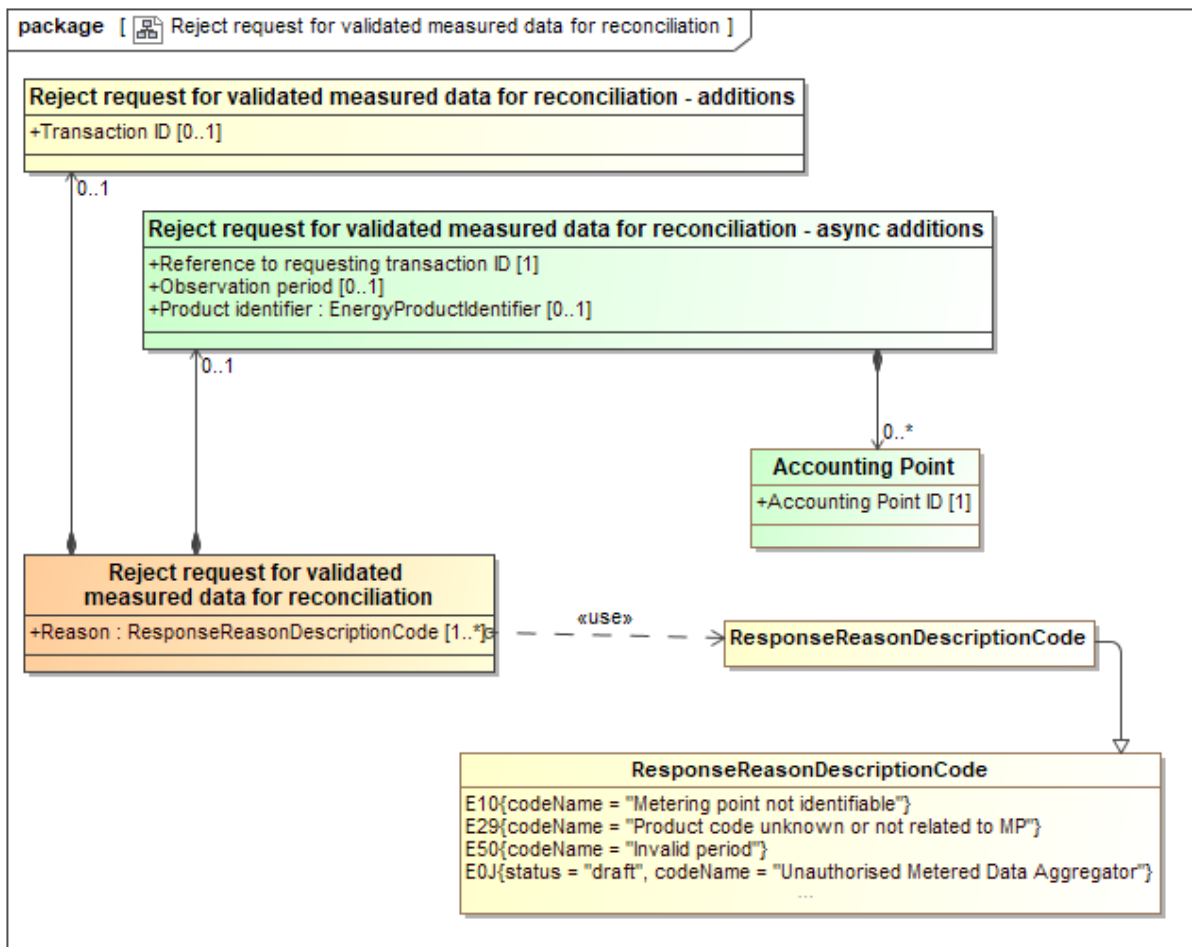 package [ Reject request for validated measured data for reconciliation ]
Reject request for validated measured data for reconciliation - additions
+Transaction ID [0..1]
0..1
Reject request for validated measured data for reconciliation - async additions
+Reference to requesting transaction ID [1]
+Observation period [0..1]
+Product identifier : EnergyProductIdentifier [0..1]
0..1
0..*
Accounting Point
+Accounting Point ID [1]
Reject request for validated
measured data for reconciliation
+Reason : ResponseReasonDescriptionCode [1..*]
«use»
ResponseReasonDescriptionCode
ResponseReasonDescriptionCode
E10{codeName = "Metering point not identifiable"}
E29{codeName = "Product code unknown or not related to MP"}
E50{codeName = "Invalid period"}
E0J{status = "draft", codeName = "Unauthorised Metered Data Aggregator"}
...